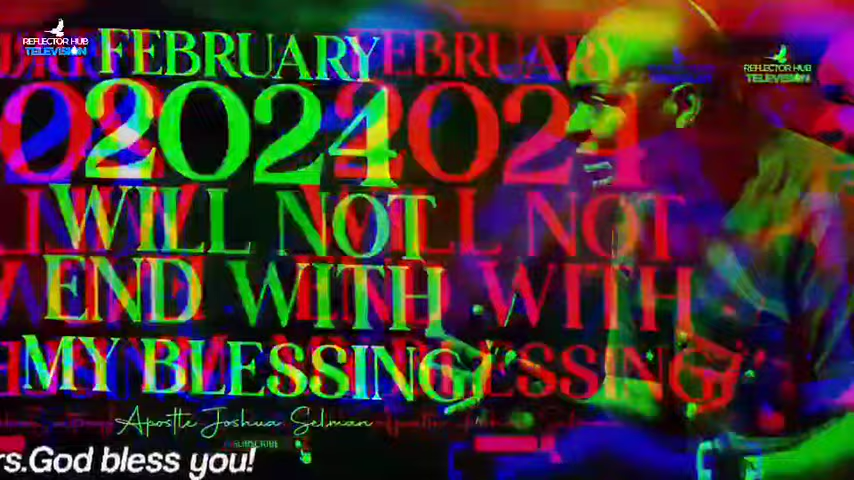 REFLECTOR HUB
TELEVISION
REFLECTOR HUB
TELEVISION
FEBRUARY
2024
WILL NOT
END WITH
MY BLESSING
Apostle Joshua Selman
SUBSCRIBE
rs.God bless you!